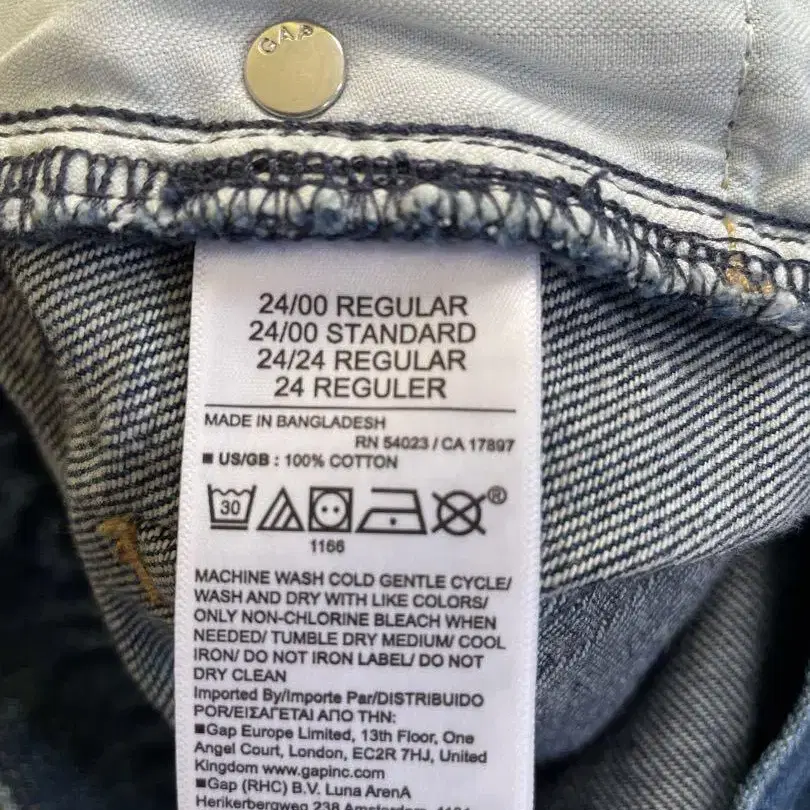 GAP
24/00 REGULAR
24/00 STANDARD
24/24 REGULAR
24 REGULER
MADE IN BANGLADESH
RN 54023 / CA 17897
■ US/GB : 100% COTTON
30
®
1166
MACHINE WASH COLD GENTLE CYCLE/
WASH AND DRY WITH LIKE COLORS/
ONLY NON-CHLORINE BLEACH WHEN
NEEDED/ TUMBLE DRY MEDIUM/ COOL
IRON/ DO NOT IRON LABEL/ DO NOT
DRY CLEAN
Imported By/Importe Par/DISTRIBUIDO
POR/ΕΙΣΑΓΕΤΑΙ ΑΠΟ ΤΗΝ:
■Gap Europe Limited, 13th Floor, One
Angel Court, London, EC2R 7HJ, United
Kingdom www.gapinc.com
■Gap (RHC) B.V. Luna ArenA
Herikerbergweg 238 Amsterdam, 1101